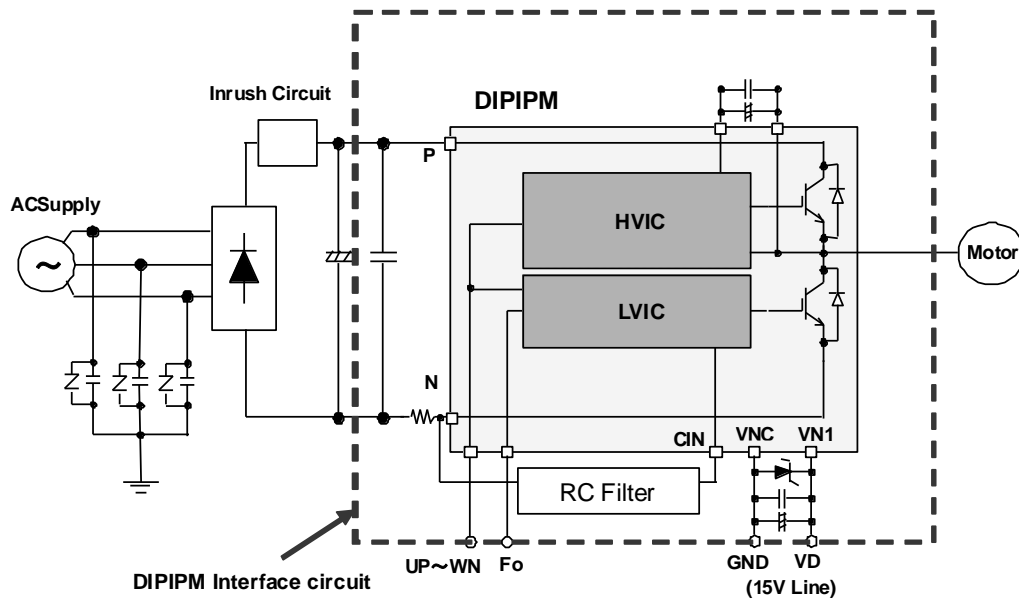 Inrush Circuit
DIPIPM
P
ACSupply
~
HVIC
Motor
LVIC
N
CIN
VNC
VN1
RC Filter
UP～WN
Fo
GND
VD
DIPIPM Interface circuit
(15V Line)